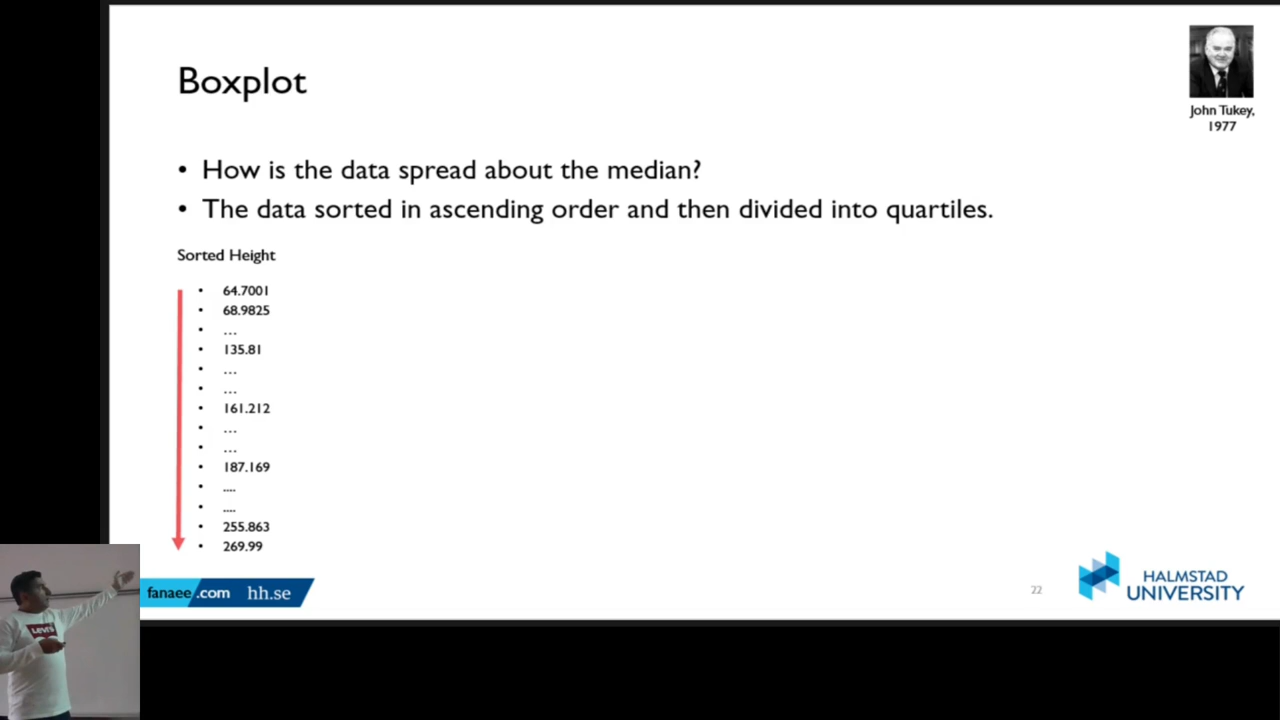 Boxplot
John Tukey,
1977
• How is the data spread about the median?
• The data sorted in ascending order and then divided into quartiles.
Sorted Height
• 64.7001
• 68.9825
• ...
• 135.81
• ...
• ...
• 161.212
• ...
• ...
• 187.169
• ....
• ....
• 255.863
• 269.99
fanaee.com hh.se
22
HALMSTAD
UNIVERSITY
LEVI'S